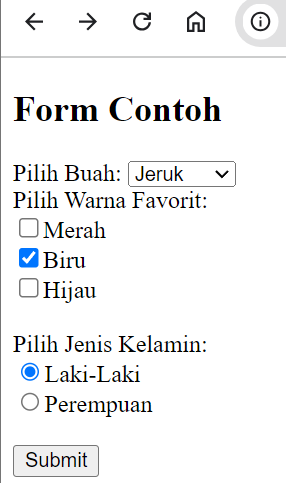 Form Contoh
Pilih Buah: Jeruk
Pilih Warna Favorit:
Merah
Biru
Hijau
Pilih Jenis Kelamin:
Laki-Laki
Perempuan
Submit